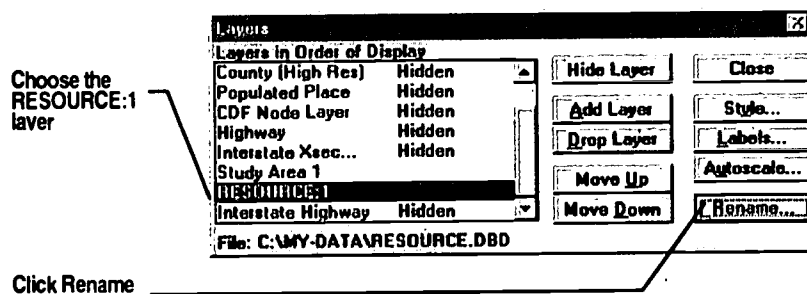 Layers
Layers in Order of Display
County (High Res) Hidden
Populated Place Hidden
CDF Node Layer Hidden
Highway Hidden
Interstate Xsec... Hidden
Study Area 1
RESOURCE:1
Interstate Highway Hidden
File: C:\MY-DATA\RESOURCE.DBD
Hide Layer
Add Layer
Drop Layer
Move Up
Move Down
Close
Style...
Labels...
Autoscale...
Rename...
Choose the
RESOURCE:1
laver
Click Rename